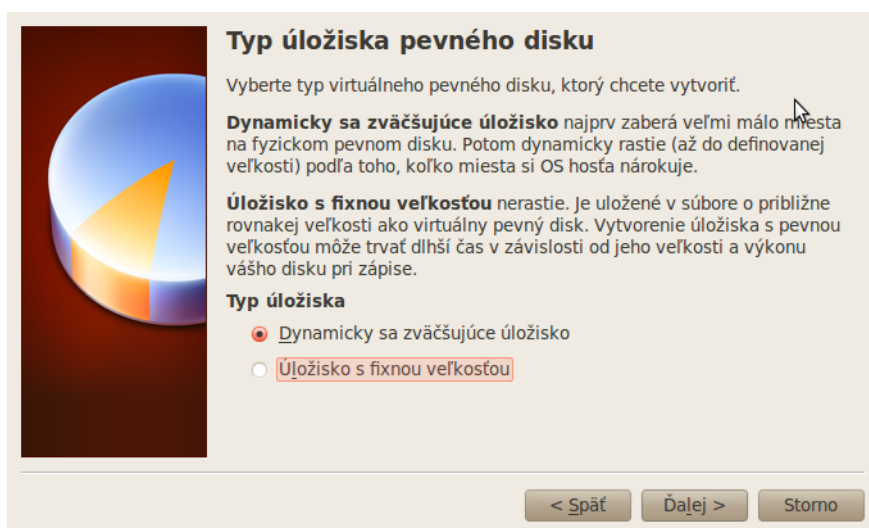 Typ úložiska pevného disku
Vyberte typ virtuálneho pevného disku, ktorý chcete vytvoriť.
Dynamicky sa zväčšujúce úložisko najprv zaberá veľmi málo miesta
na fyzickom pevnom disku. Potom dynamicky rastie (až do definovanej
veľkosti) podľa toho, koľko miesta si OS hosťa nárokuje.
Úložisko s fixnou veľkosťou nerastie. Je uložené v súbore o približne
rovnakej veľkosti ako virtuálny pevný disk. Vytvorenie úložiska s pevnou
veľkosťou môže trvať dlhší čas v závislosti od jeho veľkosti a výkonu
vášho disku pri zápise.
Typ úložiska
Dynamicky sa zväčšujúce úložisko
Úložisko s fixnou veľkosťou
< Späť Ďalej > Storno